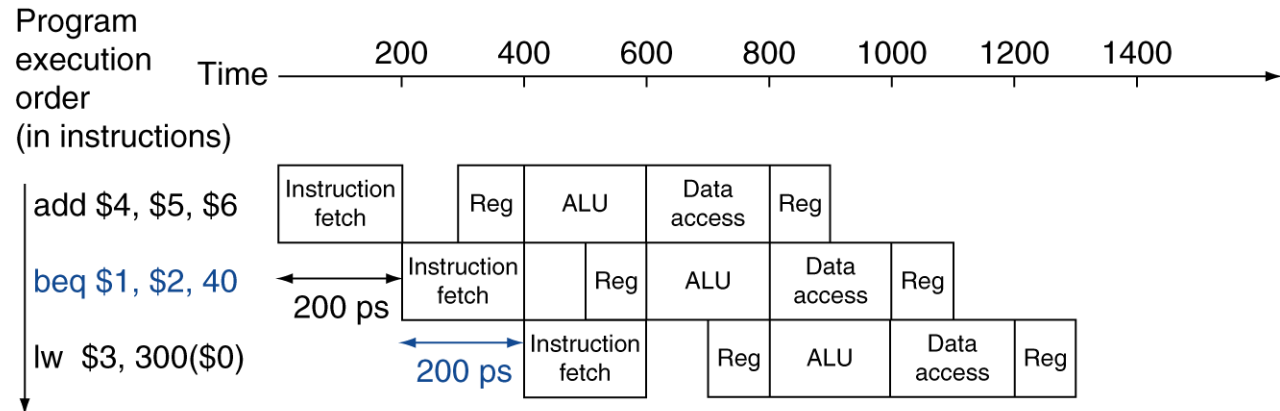 Program
execution
order
(in instructions)
Time
200 400 600 800 1000 1200 1400
add $4, $5, $6
Instruction
fetch
Reg
ALU
Data
access
Reg
beq $1, $2, 40
200 ps
Instruction
fetch
Reg
ALU
Data
access
Reg
lw $3, 300($0)
200 ps
Instruction
fetch
Reg
ALU
Data
access
Reg